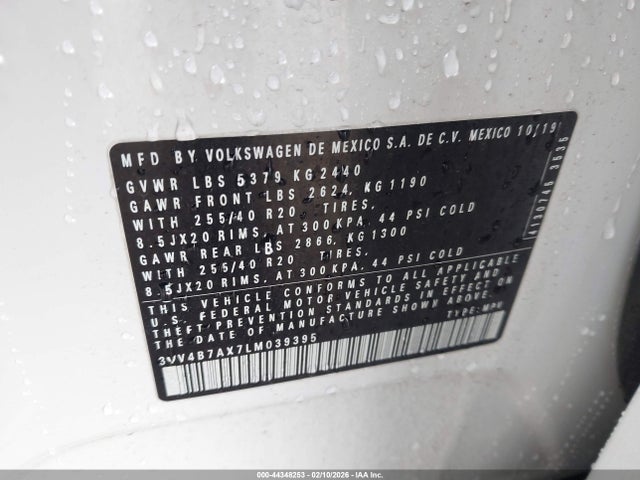 MFD BY VOLKSWAGEN DE MEXICO S.A. DE C.V. MEXICO 10/19
GVWR LBS 5379 KG 2440
GAWR FRONT LBS 2624, KG 1190
WITH 255/40 R20 TIRES,
8.5JX20 RIMS, AT 300 KPA, 44 PSI COLD
GAWR REAR LBS 2866, KG 1300
WITH 255/40 R20 TIRES,
8.5JX20 RIMS, AT 300 KPA, 44 PSI COLD
THIS VEHICLE CONFORMS TO ALL APPLICABLE
U.S. FEDERAL MOTOR VEHICLE SAFETY AND
THEFT PREVENTION STANDARDS IN EFFECT ON
THE DATE OF MANUFACTURE SHOWN ABOVE.
3VV4B7AX7LM039395
TYPE: MPV
000-44348253 - 02/10/2026 - IAAI.com